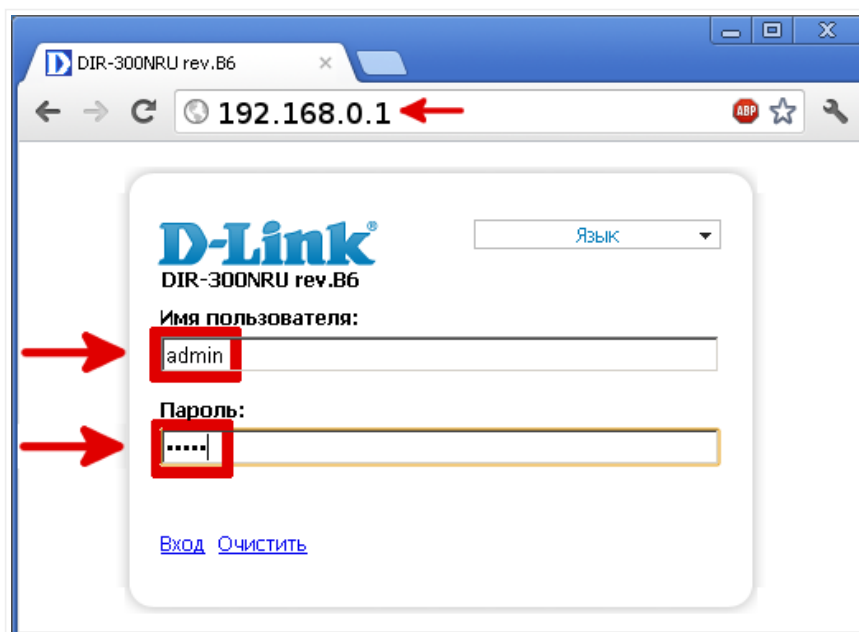 DIR-300NRU rev.B6
192.168.0.1
ABP
D-Link®
Язык
DIR-300NRU rev.B6
Имя пользователя:
admin
Пароль:
•••••
Вход Очистить